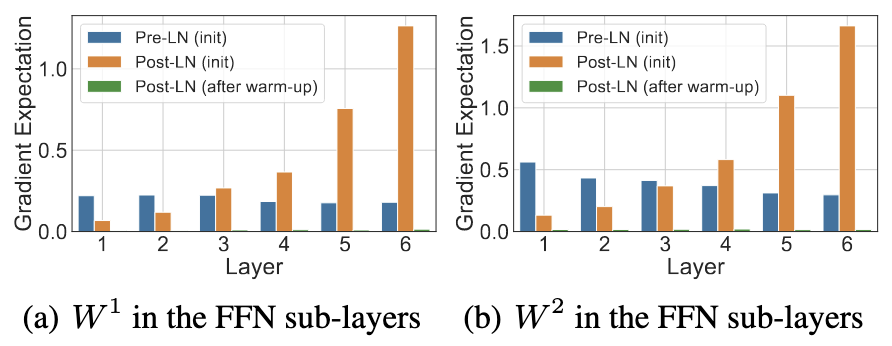 Gradient Expectation
1.0
0.5
0.0
Pre-LN (init)
Post-LN (init)
Post-LN (after warm-up)
1 2 3 4 5 6
Layer
(a) W¹ in the FFN sub-layers
Gradient Expectation
1.5
1.0
0.5
0.0
Pre-LN (init)
Post-LN (init)
Post-LN (after warm-up)
1 2 3 4 5 6
Layer
(b) W² in the FFN sub-layers